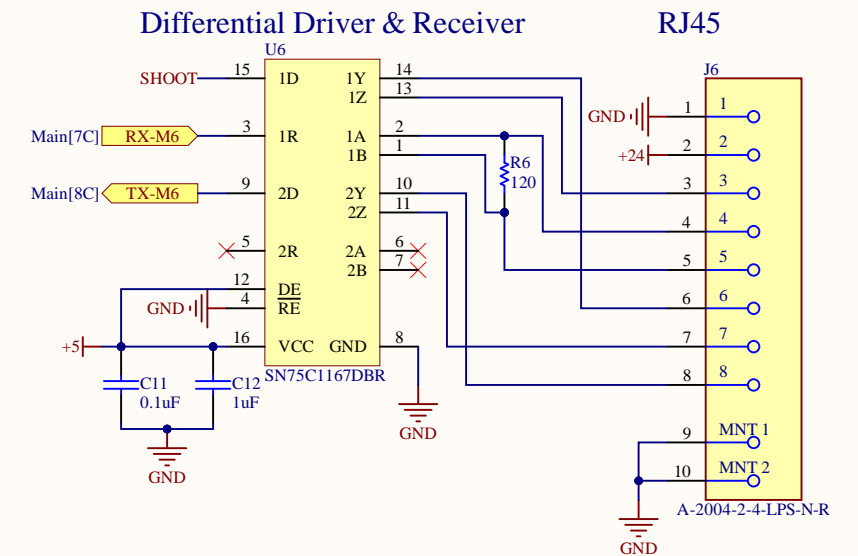 Differential Driver & Receiver
RJ45
U6
J6
SHOOT 15 1D 1Y 14
1Z 13
GND 1 1
Main[7C] RX-M6 3 1R 1A 2
1B 1
R6
120
+24 2 2
Main[8C] TX-M6 9 2D 2Y 10
2Z 11
3 3
4 4
5 2R 2A 6
2B 7
5 5
12 DE
GND 4 RE
6 6
+5 16 VCC GND 8
7 7
SN75C1167DBR
C11
0.1uF
C12
1uF
8 8
GND
GND
9 MNT 1
10 MNT 2
A-2004-2-4-LPS-N-R
GND